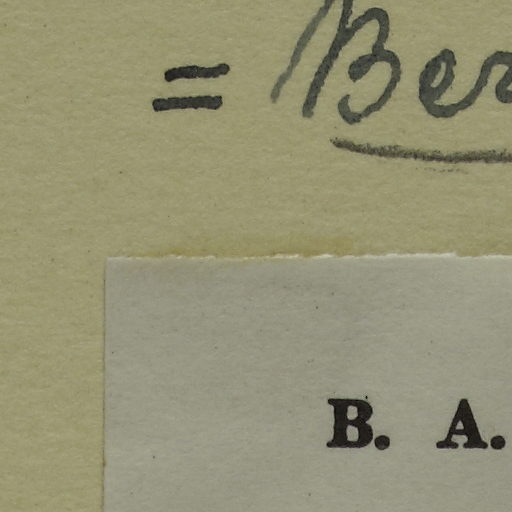 = Ber
B. A.